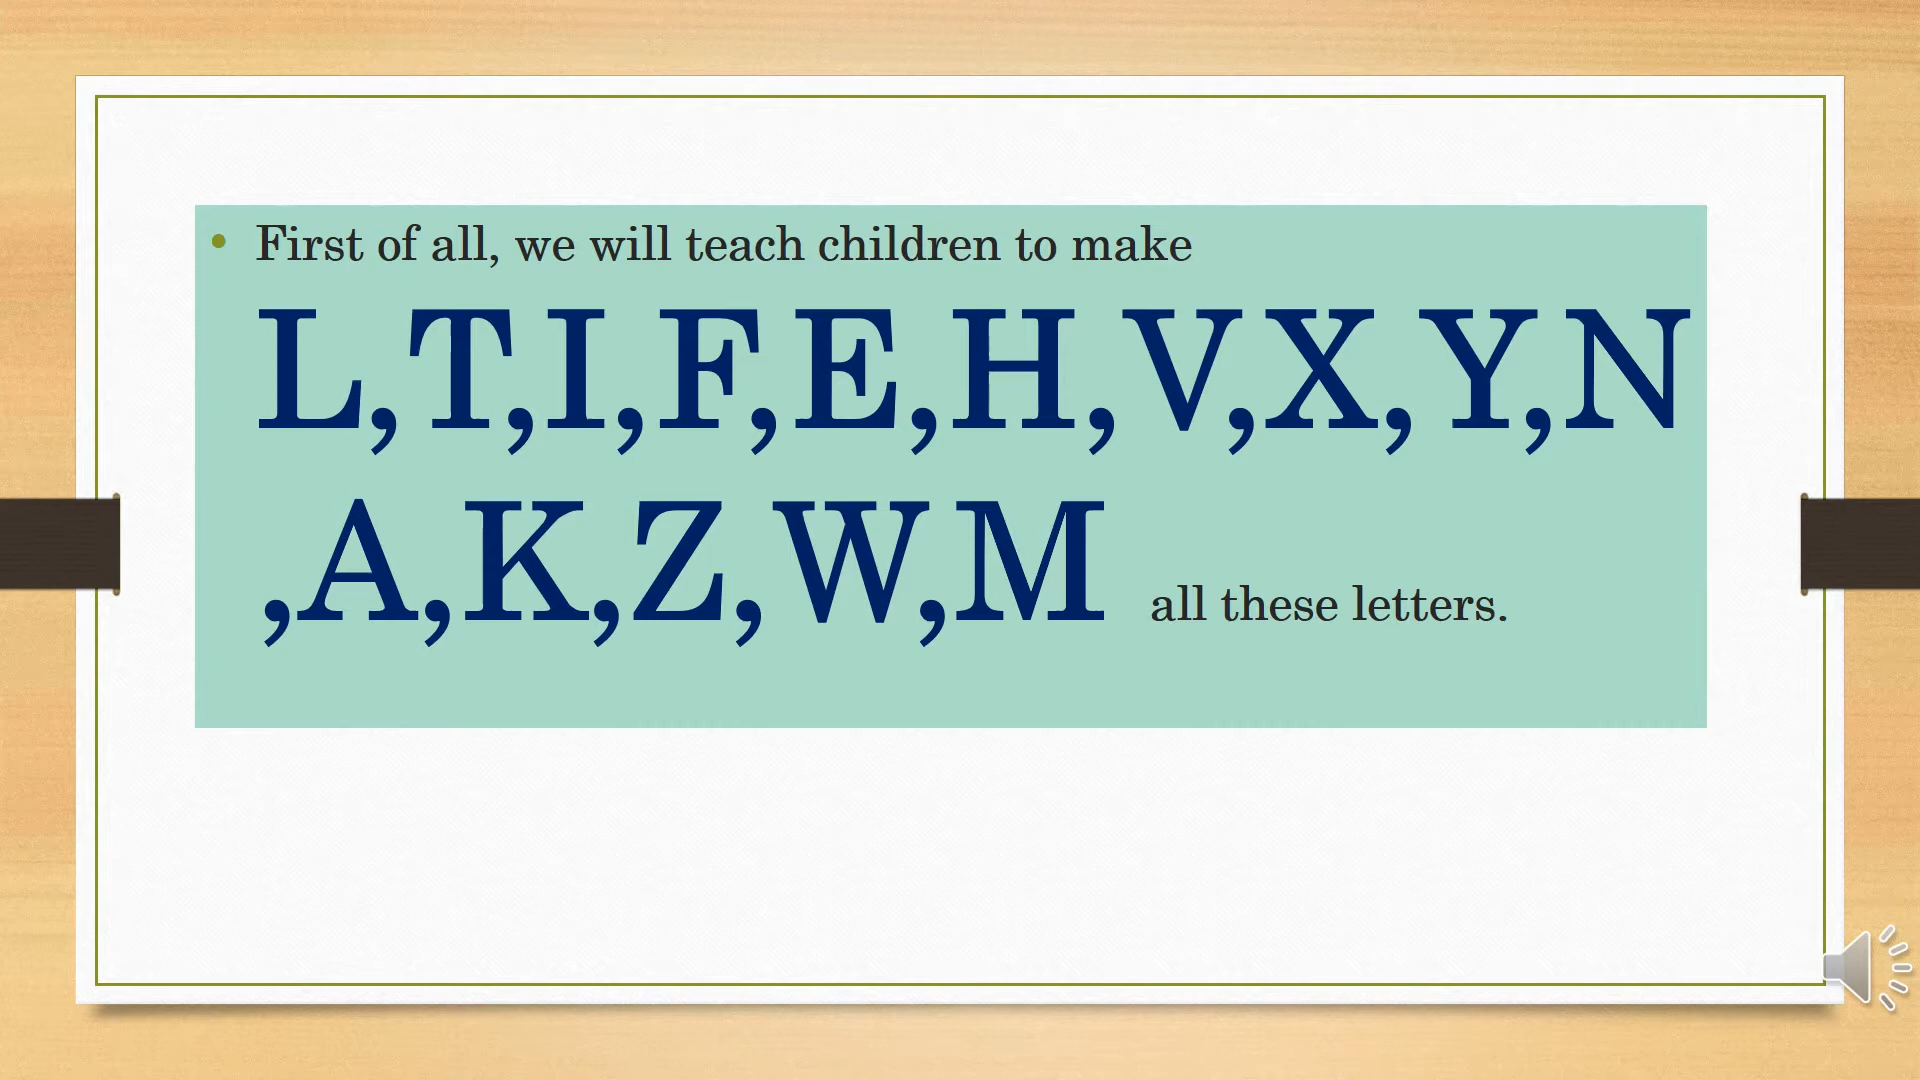 • First of all, we will teach children to make
L,T,I,F,E,H,V,X,Y,N
,A,K,Z,W,M all these letters.